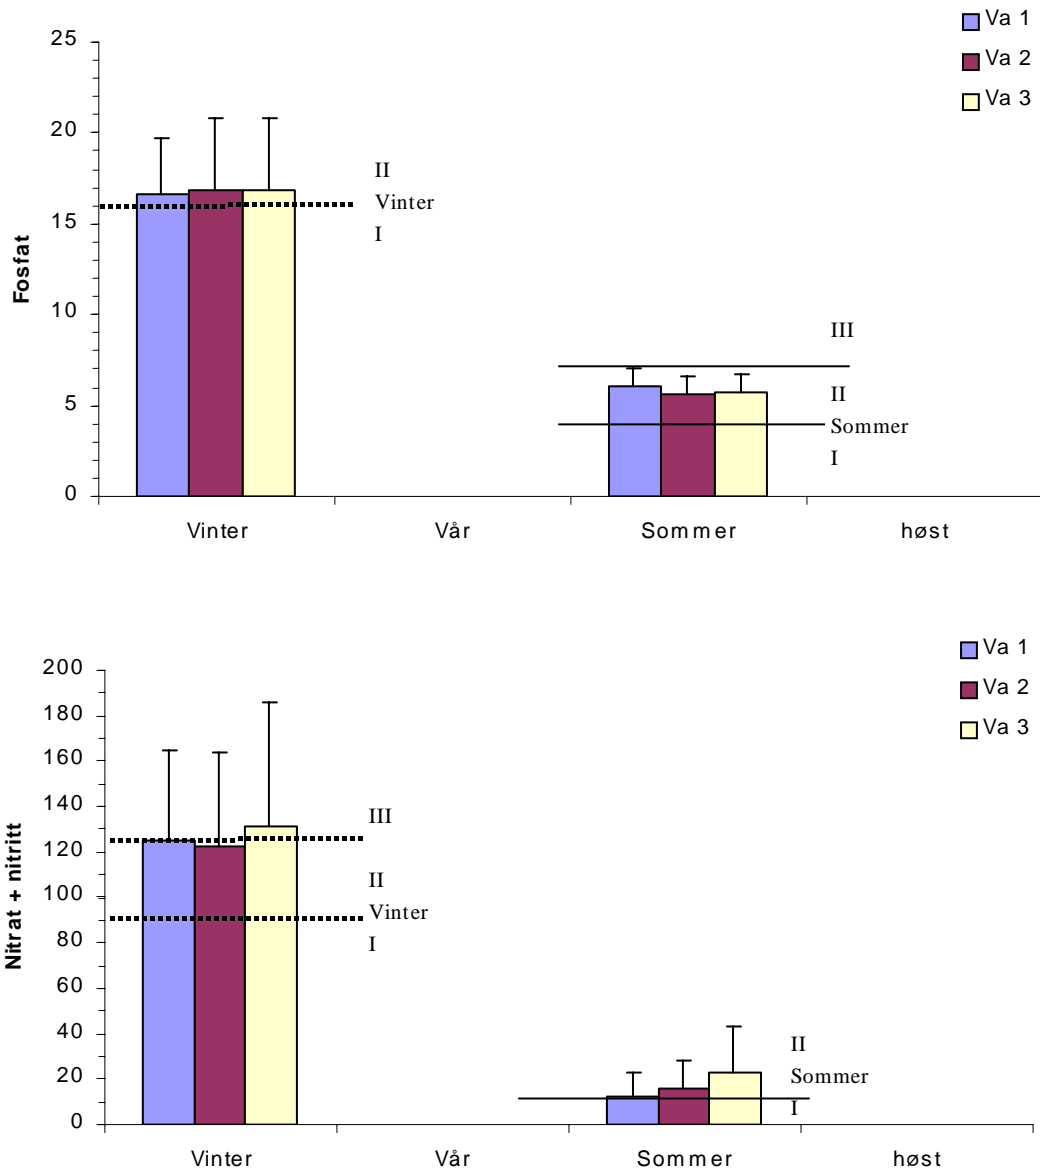 Va 1
Va 2
Va 3
25
20
15
10
5
0
Fosfat
II
Vinter
I
III
II
Sommer
I
Vinter Vår Sommer høst
Va 1
Va 2
Va 3
200
180
160
140
120
100
80
60
40
20
0
Nitrat + nitritt
III
II
Vinter
I
II
Sommer
I
Vinter Vår Sommer høst